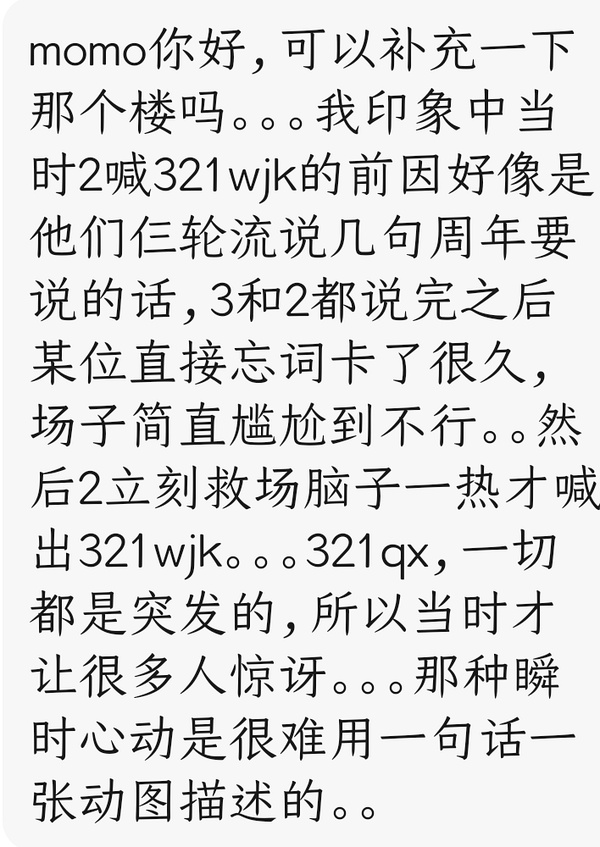 momo你好,可以补充一下
那个楼吗。。。我印象中当
时2喊321wjk的前因好像是
他们仨轮流说几句周年要
说的话,3和2都说完之后
某位直接忘词卡了很久,
场子简直尴尬到不行。。然
后2立刻救场脑子一热才喊
出321wjk。。。321qx,一切
都是突发的,所以当时才
让很多人惊讶。。。那种瞬
时心动是很难用一句话一
张动图描述的。。